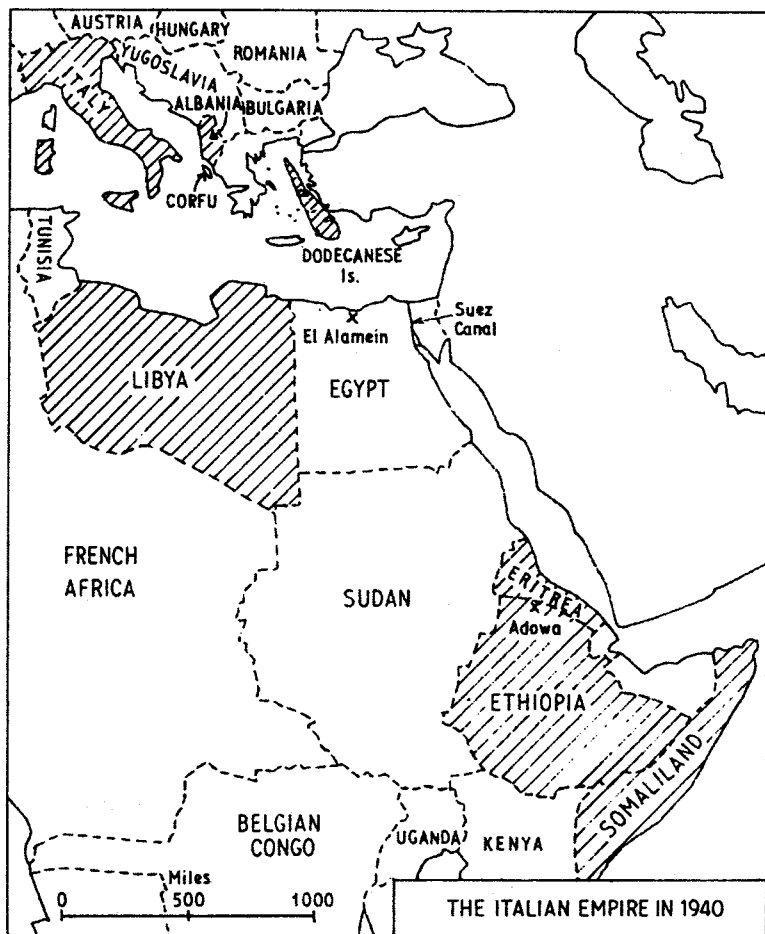 AUSTRIA
HUNGARY
ROMANIA
YUGOSLAVIA
ITALY
ALBANIA
BULGARIA
CORFU
TUNISIA
DODECANESE
Is.
Suez
Canal
El Alamein
LIBYA
EGYPT
FRENCH
AFRICA
SUDAN
ERITREA
Adowa
ETHIOPIA
SOMALILAND
BELGIAN
CONGO
UGANDA
KENYA
Miles
0 500 1000
THE ITALIAN EMPIRE IN 1940